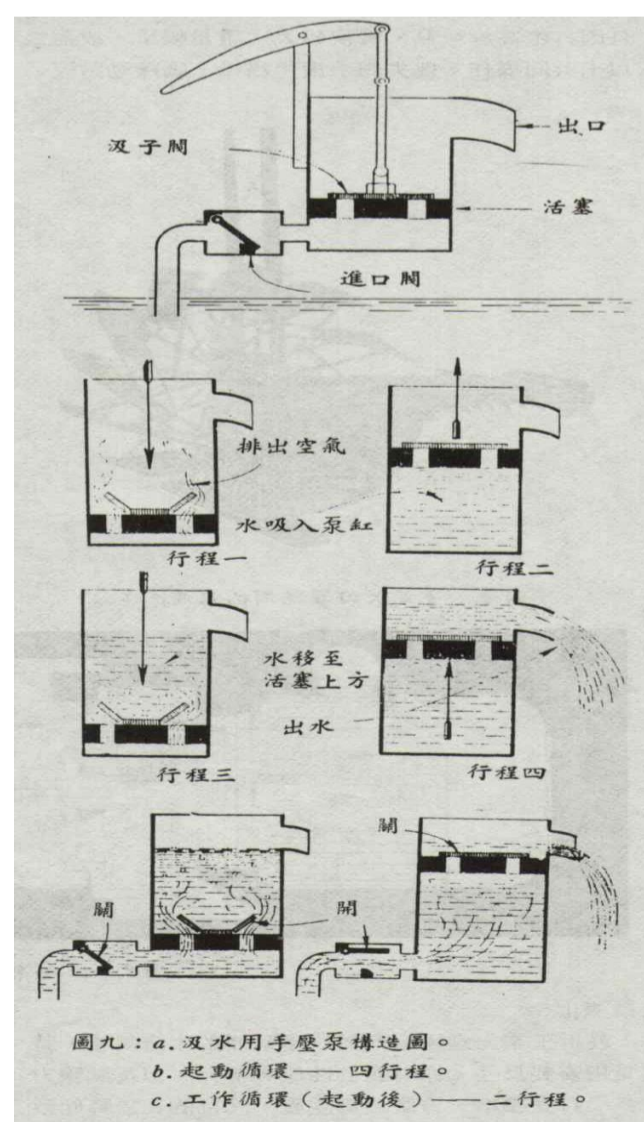 出口
汲子閥
活塞
進口閥
排出空氣
水吸入泵缸
行程一
行程二
水移至
活塞上方
出水
行程三
行程四
關
關
開
圖九：a.汲水用手壓泵構造圖。
b.起動循環——四行程。
c.工作循環（起動後）——二行程。